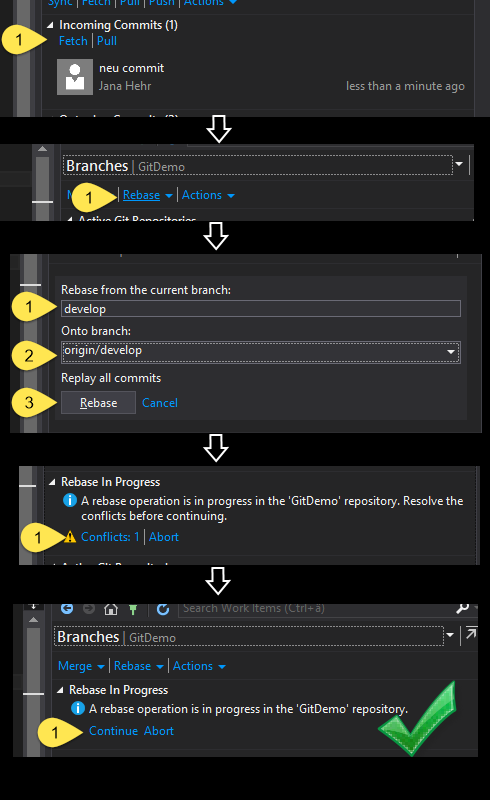 Sync | Fetch | Pull | Push | Actions
Incoming Commits (1)
1
Fetch | Pull
neu commit
Jana Hehr
less than a minute ago
Branches | GitDemo
1
Rebase
Actions
Active Git Repositories
Rebase from the current branch:
1
develop
Onto branch:
2
origin/develop
Replay all commits
3
Rebase
Cancel
Rebase In Progress
A rebase operation is in progress in the 'GitDemo' repository. Resolve the
conflicts before continuing.
1
Conflicts: 1 | Abort
Search Work Items (Ctrl+ä)
Branches | GitDemo
Merge
Rebase
Actions
Rebase In Progress
A rebase operation is in progress in the 'GitDemo' repository.
1
Continue Abort